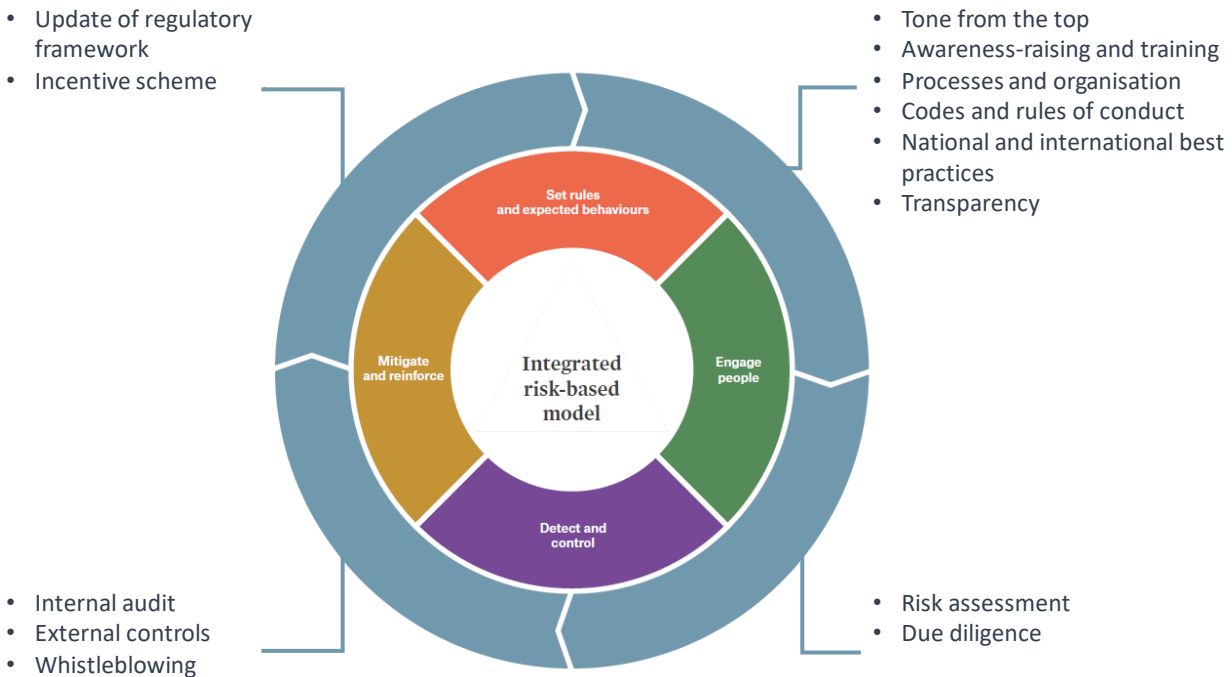 • Update of regulatory
framework
• Incentive scheme
• Tone from the top
• Awareness-raising and training
• Processes and organisation
• Codes and rules of conduct
• National and international best
practices
• Transparency
Set rules
and expected behaviours
Mitigate
and reinforce
Integrated
risk-based
model
Engage
people
Detect and
control
• Internal audit
• External controls
• Whistleblowing
• Risk assessment
• Due diligence